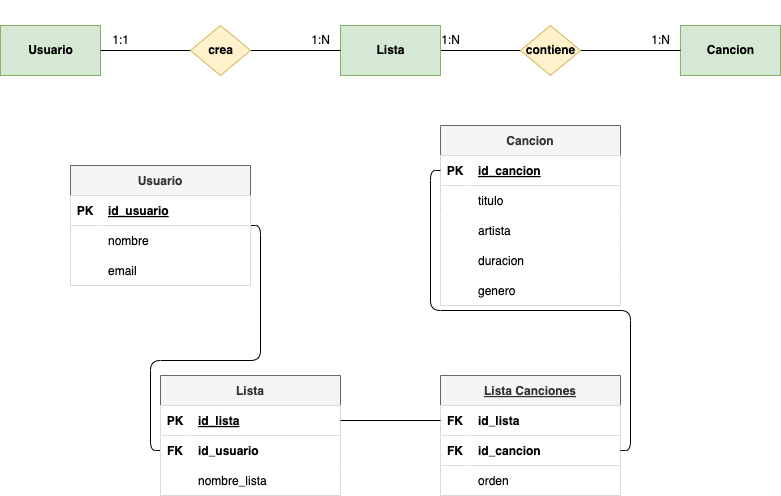 Usuario
1:1
crea
1:N
Lista
1:N
contiene
1:N
Cancion
Usuario
PK id_usuario
nombre
email
Cancion
PK id_cancion
titulo
artista
duracion
genero
Lista
PK id_lista
FK id_usuario
nombre_lista
Lista Canciones
FK id_lista
FK id_cancion
orden